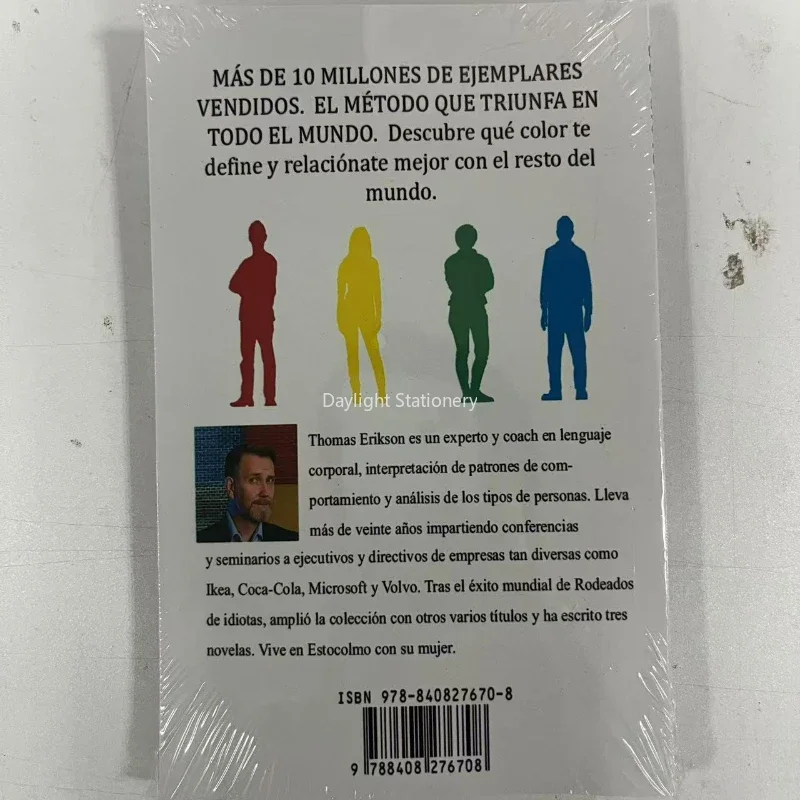 MÁS DE 10 MILLONES DE EJEMPLARES
VENDIDOS. EL MÉTODO QUE TRIUNFA EN
TODO EL MUNDO. Descubre qué color te
define y relaciónate mejor con el resto del
mundo.
Daylight Stationery
Thomas Erikson es un experto y coach en lenguaje
corporal, interpretación de patrones de com-
portamiento y análisis de los tipos de personas. Lleva
más de veinte años impartiendo conferencias
y seminarios a ejecutivos y directivos de empresas tan diversas como
Ikea, Coca-Cola, Microsoft y Volvo. Tras el éxito mundial de Rodeados
de idiotas, amplió la colección con otros varios títulos y ha escrito tres
novelas. Vive en Estocolmo con su mujer.
ISBN 978-840827670-8
9 788408 276708